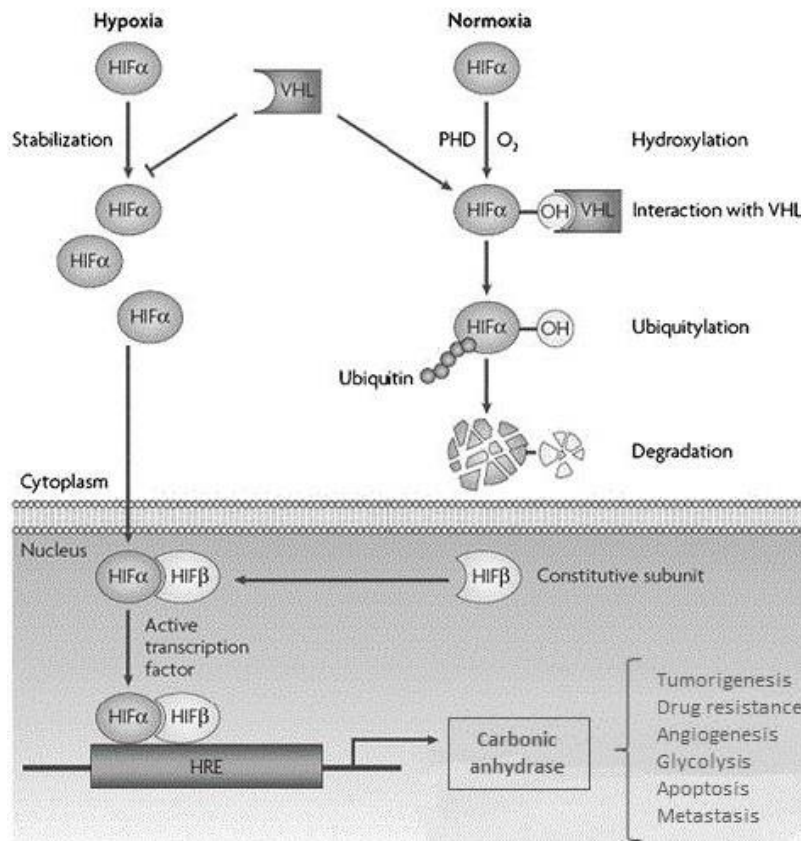 Hypoxia
Normoxia
HIFα
VHL
HIFα
Stabilization
PHD
O₂
Hydroxylation
HIFα
HIFα
OH
VHL
Interaction with VHL
HIFα
HIFα
HIFα
OH
Ubiquitylation
Ubiquitin
Degradation
Cytoplasm
Nucleus
HIFα
HIFβ
HIFβ
Constitutive subunit
Active
transcription
factor
HIFα
HIFβ
HRE
Carbonic
anhydrase
Tumorigenesis
Drug resistance
Angiogenesis
Glycolysis
Apoptosis
Metastasis